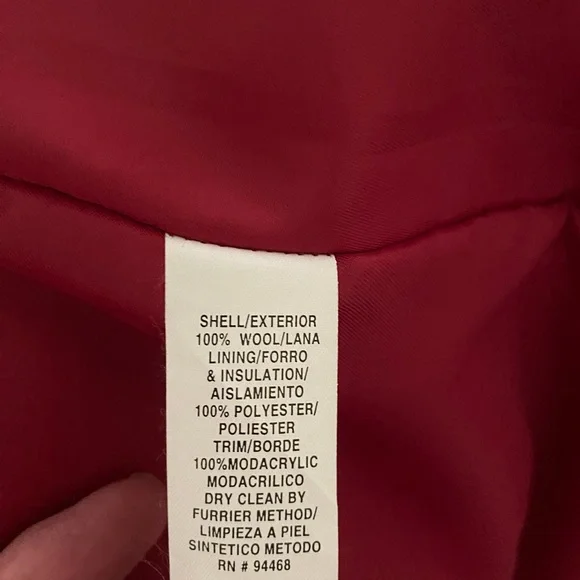 SHELL/EXTERIOR
100% WOOL/LANA
LINING/FORRO
& INSULATION/
AISLAMIENTO
100% POLYESTER/
POLIESTER
TRIM/BORDE
100%MODACRYLIC
MODACRILICO
DRY CLEAN BY
FURRIER METHOD/
LIMPIEZA A PIEL
SINTETICO METODO
RN # 94468